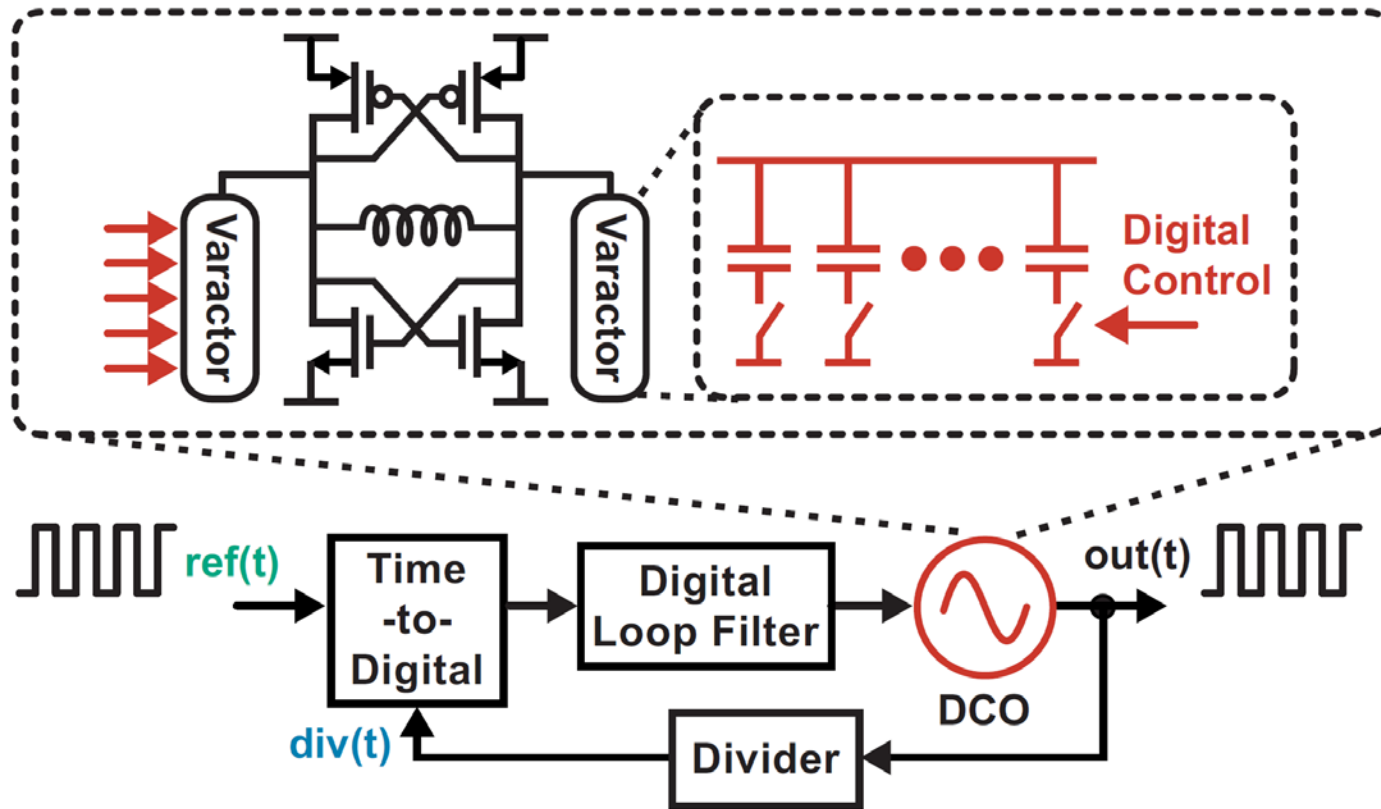 Varactor
Varactor
Digital
Control
ref(t)
Time
-to-
Digital
Digital
Loop Filter
DCO
out(t)
div(t)
Divider